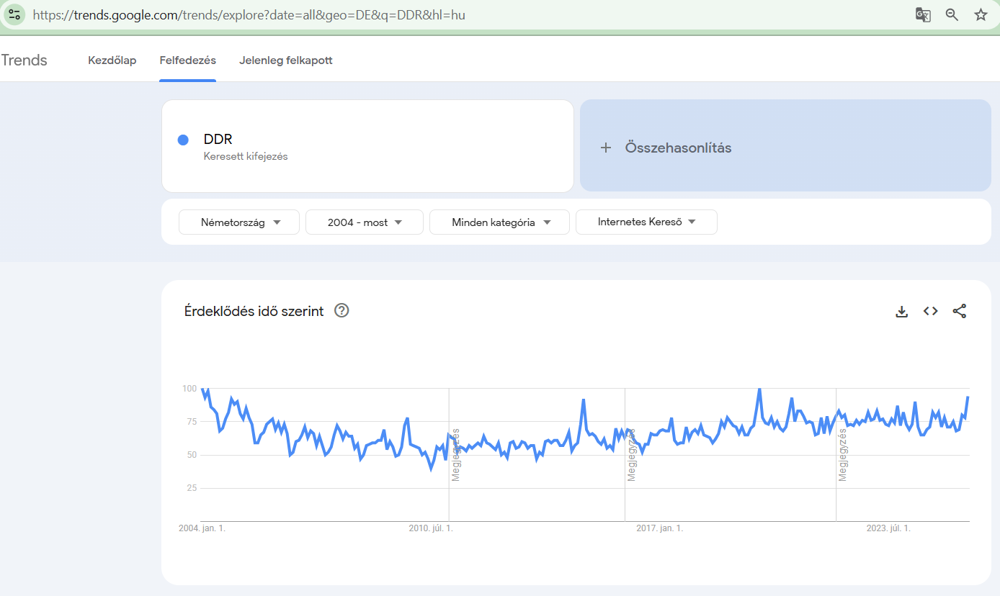 https://trends.google.com/trends/explore?date=all&geo=DE&q=DDR&hl=hu
Trends Kezdőlap Felfedezés Jelenleg felkapott
DDR
Keresett kifejezés
+ Összehasonlítás
Németország 2004 - most Minden kategória Internetes Kereső
Érdeklődés idő szerint
100
75
50
25
Megjegyzés Megjegyzés Megjegyzés
2004. jan. 1. 2010. júl. 1. 2017. jan. 1. 2023. júl. 1.